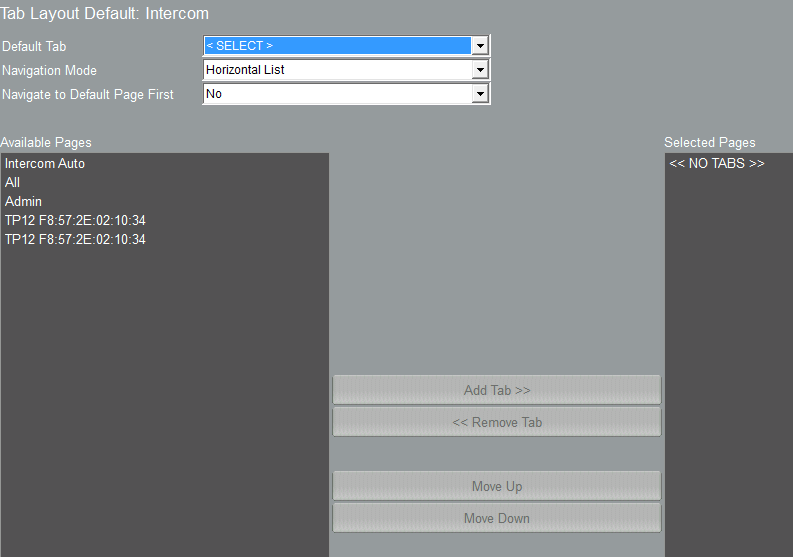 Tab Layout Default: Intercom
Default Tab
< SELECT >
Navigation Mode
Horizontal List
Navigate to Default Page First
No
Available Pages
Selected Pages
Intercom Auto
All
Admin
TP12 F8:57:2E:02:10:34
TP12 F8:57:2E:02:10:34
<< NO TABS >>
Add Tab >>
<< Remove Tab
Move Up
Move Down